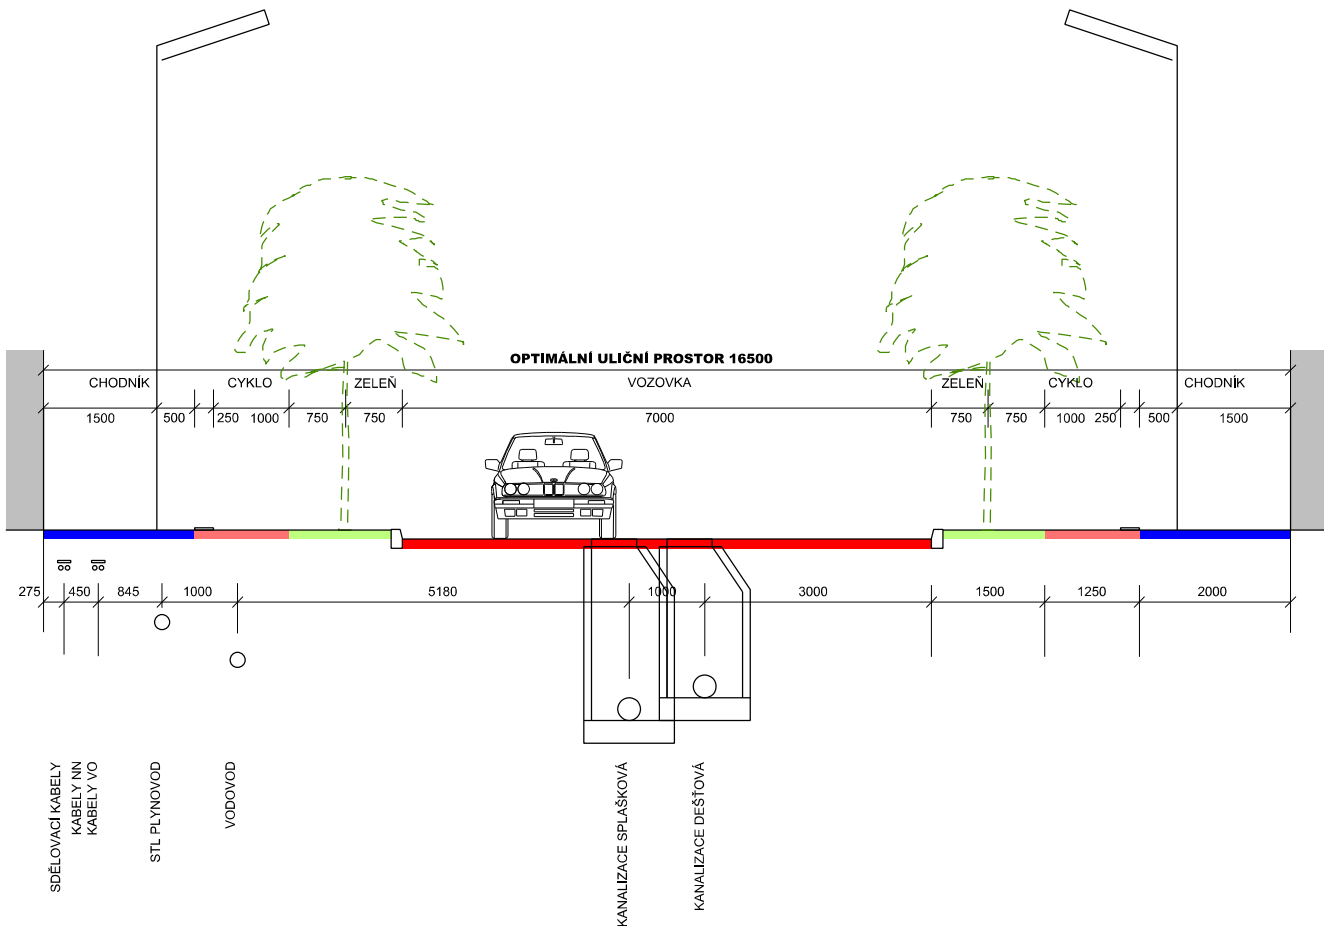 OPTIMÁLNÍ ULIČNÍ PROSTOR 16500
CHODNÍK CYKLO ZELEŇ VOZOVKA ZELEŇ CYKLO CHODNÍK
1500 500 250 1000 750 750 7000 750 750 1000 250 500 1500
275 450 845 1000 5180 1000 3000 1500 1250 2000
SDĚLOVACÍ KABELY
KABELY NN
KABELY VO
STL PLYNOVOD
VODOVOD
KANALIZACE SPLAŠKOVÁ
KANALIZACE DEŠŤOVÁ